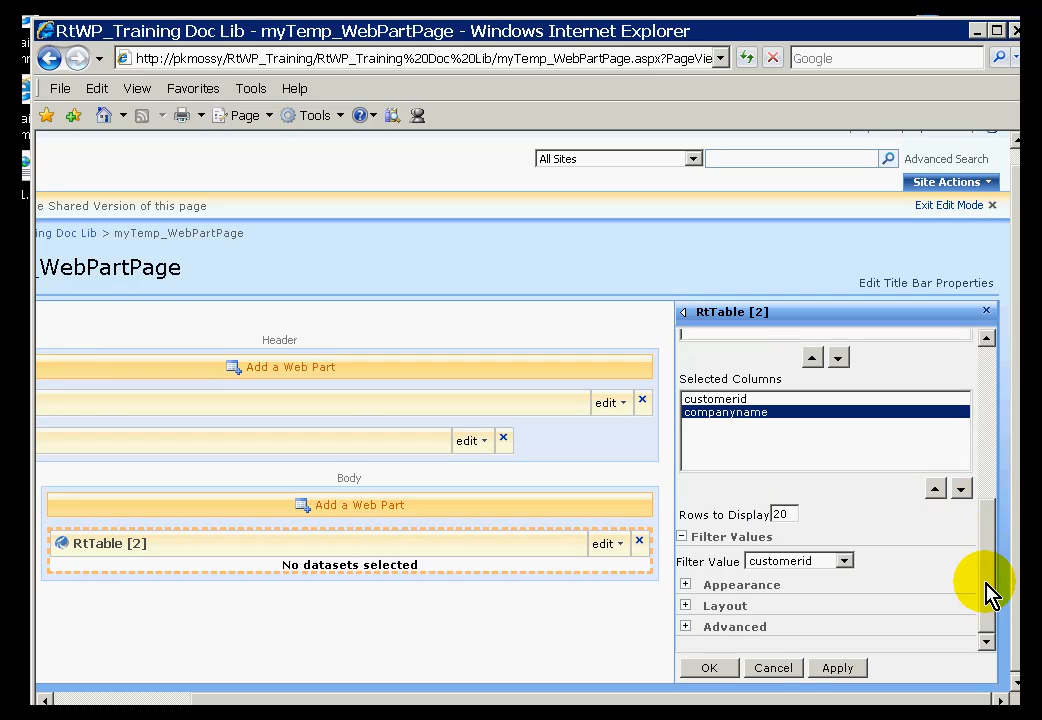 RtWP_Training Doc Lib - myTemp_WebPartPage - Windows Internet Explorer
http://pkmossy/RtWP_Training/RtWP_Training%20Doc%20Lib/myTemp_WebPartPage.aspx?PageVie
Google
File Edit View Favorites Tools Help
Page Tools
All Sites
Advanced Search
Site Actions
e Shared Version of this page
Exit Edit Mode
ing Doc Lib > myTemp_WebPartPage
_WebPartPage
Edit Title Bar Properties
Header
Add a Web Part
edit
edit
Body
Add a Web Part
RtTable [2]
edit
No datasets selected
RtTable [2]
Selected Columns
customerid
companyname
Rows to Display 20
Filter Values
Filter Value customerid
Appearance
Layout
Advanced
OK Cancel Apply